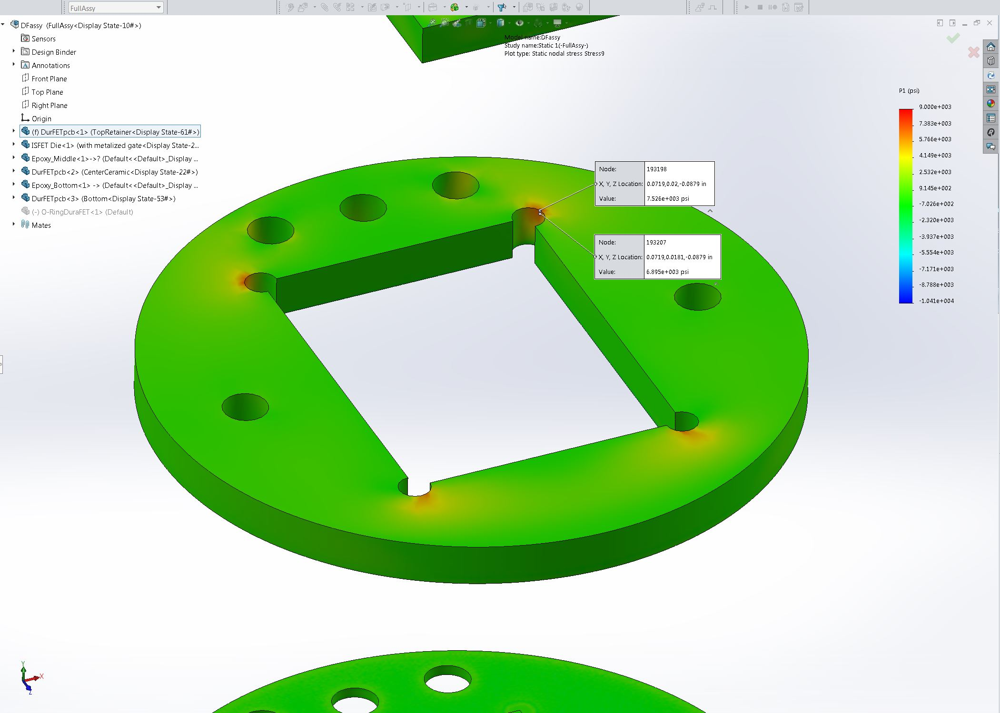 FullAssy
DFassy (FullAssy<Display State-10#>)
Sensors
Design Binder
A Annotations
Front Plane
Top Plane
Right Plane
Origin
(f) DurFETpcb<1> (TopRetainer<Display State-61#>)
ISFET Die<1> (with metalized gate<Display State-2...
Epoxy_Middle<1>->? (Default<<Default>_Display ...
DurFETpcb<2> (CenterCeramic<Display State-22#>)
Epoxy_Bottom<1> -> (Default<<Default>_Display ...
DurFETpcb<3> (Bottom<Display State-53#>)
(-) O-RingDuraFET<1> (Default)
Mates
Model name:DFassy
Study name:Static 1(-FullAssy-)
Plot type: Static nodal stress Stress9
P1 (psi)
9.000e+003
7.383e+003
5.766e+003
4.149e+003
2.532e+003
9.145e+002
-7.026e+002
-2.320e+003
-3.937e+003
-5.554e+003
-7.171e+003
-8.788e+003
-1.041e+004
Node: 193198
X, Y, Z Location: 0.0719,0.02,-0.0879 in
Value: 7.526e+003 psi
Node: 193207
X, Y, Z Location: 0.0719,0.0181,-0.0879 in
Value: 6.895e+003 psi
Y
X
Z